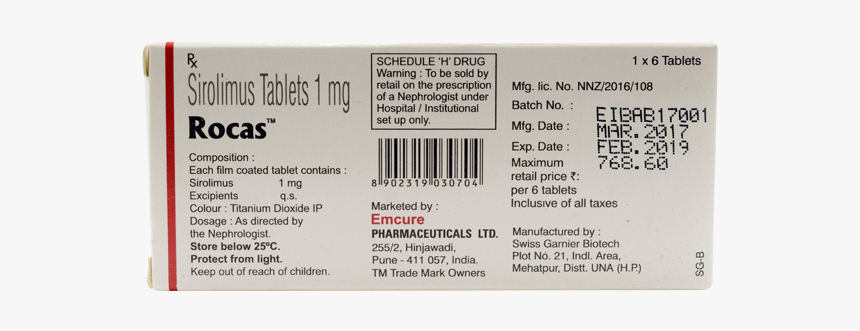 Rx
Sirolimus Tablets 1 mg
Rocas™
Composition :
Each film coated tablet contains :
Sirolimus 1 mg
Excipients q.s.
Colour : Titanium Dioxide IP
Dosage : As directed by
the Nephrologist.
Store below 25ºC.
Protect from light.
Keep out of reach of children.
SCHEDULE 'H' DRUG
Warning : To be sold by
retail on the prescription
of a Nephrologist under
Hospital / Institutional
set up only.
8 902319 030704
Marketed by :
Emcure
PHARMACEUTICALS LTD.
255/2, Hinjawadi,
Pune - 411 057, India.
TM Trade Mark Owners
1 x 6 Tablets
Mfg. lic. No. NNZ/2016/108
Batch No. : EIBAB17001
Mfg. Date : MAR. 2017
Exp. Date : FEB. 2019
Maximum 768.60
retail price ₹:
per 6 tablets
Inclusive of all taxes
Manufactured by :
Swiss Garnier Biotech
Plot No. 21, Indl. Area,
Mehatpur, Distt. UNA (H.P.)
SG-B